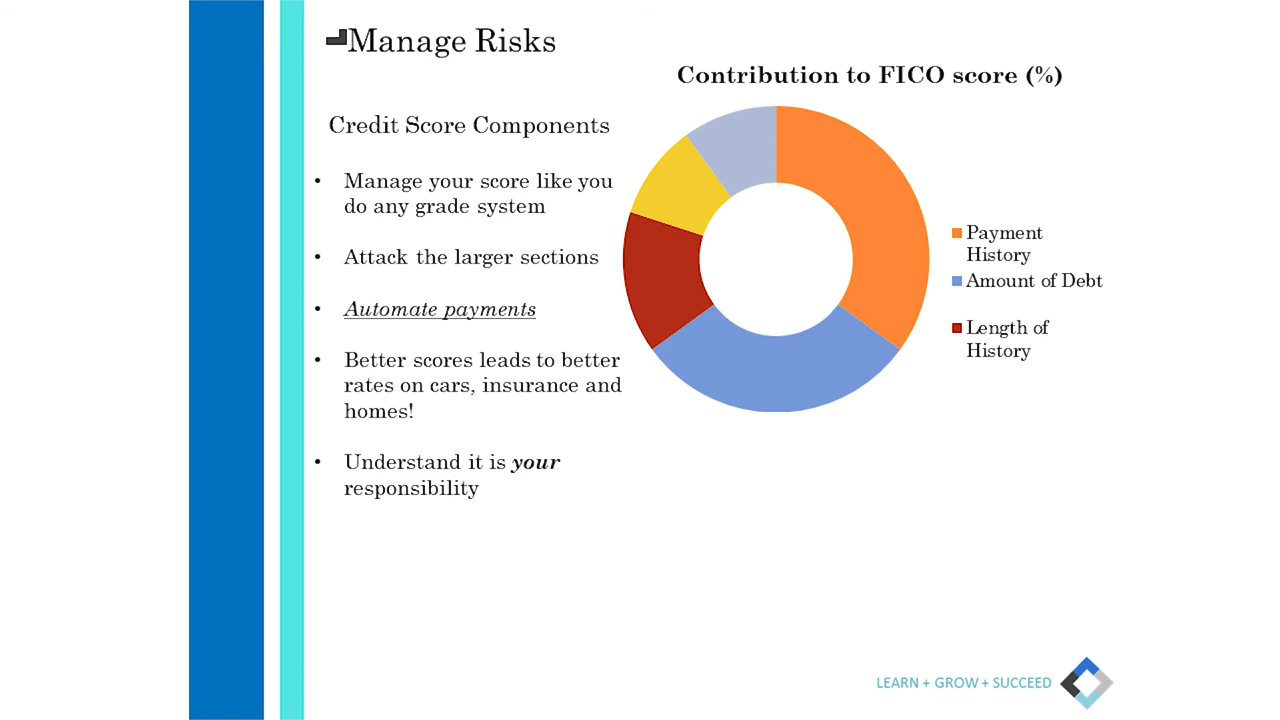 Manage Risks
Contribution to FICO score (%)
Credit Score Components
• Manage your score like you
do any grade system
• Attack the larger sections
• Automate payments
• Better scores leads to better
rates on cars, insurance and
homes!
• Understand it is your
responsibility
Payment
History
Amount of Debt
Length of
History
LEARN + GROW + SUCCEED